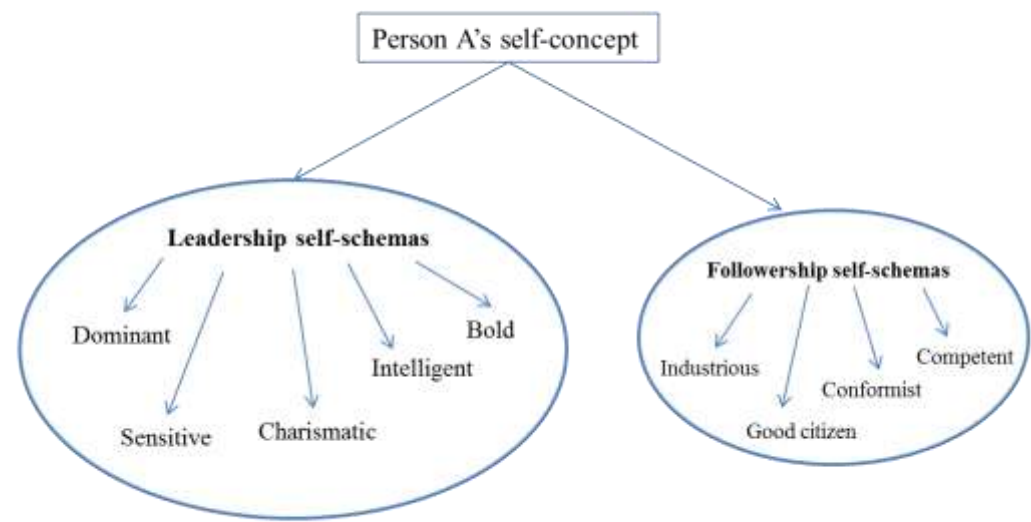 Person A's self-concept
Leadership self-schemas
Dominant
Sensitive
Charismatic
Intelligent
Bold
Followership self-schemas
Industrious
Good citizen
Conformist
Competent